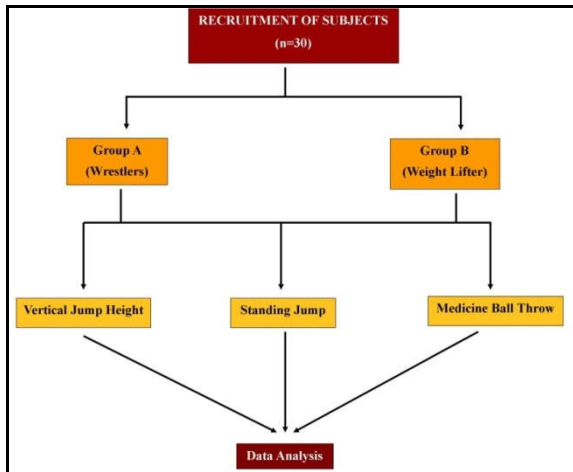 RECRUITMENT OF SUBJECTS
(n=30)
Group A
(Wrestlers)
Group B
(Weight Lifter)
Vertical Jump Height
Standing Jump
Medicine Ball Throw
Data Analysis